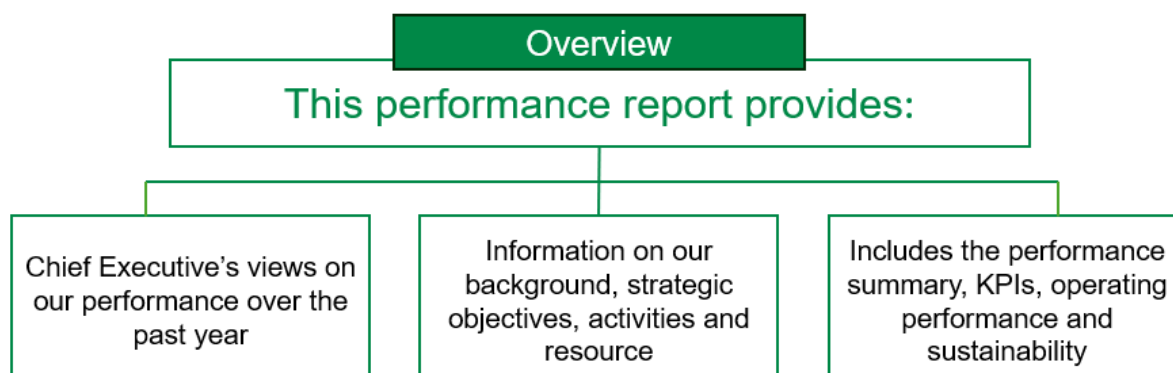 Overview
This performance report provides:
Chief Executive’s views on
our performance over the
past year
Information on our
background, strategic
objectives, activities and
resource
Includes the performance
summary, KPIs, operating
performance and
sustainability